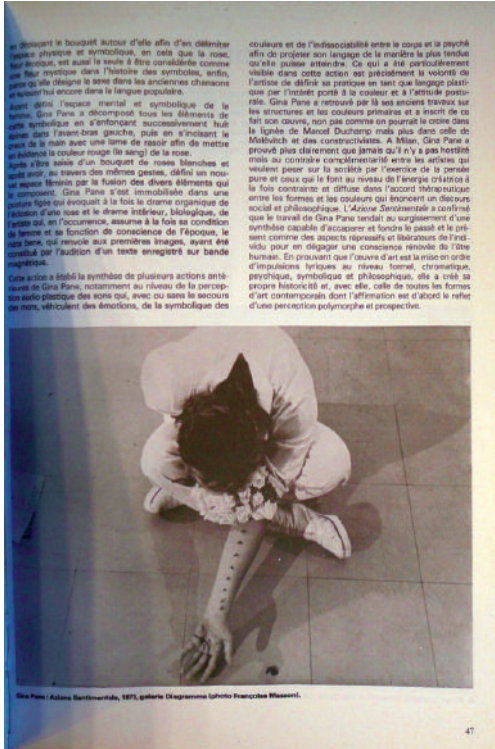 en déplaçant le bouquet autour d'elle afin d'en délimiter
l'espace physique et symbolique, en cela que la rose,
fleur érotique, est aussi la seule à être considérée comme
une fleur mystique dans l'histoire des symboles, enfin,
parce qu'elle désigne le sexe dans les anciennes chansons
et aujourd'hui encore dans la langue populaire.
Ayant défini l'espace mental et symbolique de la
femme, Gina Pane a décomposé tous les éléments de
cette symbolique en s'enfonçant successivement huit
épines dans l'avant-bras gauche, puis en s'incisant le
creux de la main avec une lame de rasoir afin de mettre
en évidence la couleur rouge (le sang) de la rose.
Après s'être saisie d'un bouquet de roses blanches et
après avoir, au travers des mêmes gestes, défini un nou-
vel espace féminin par la fusion des divers éléments qui
le composent, Gina Pane s'est immobilisée dans une
posture figée qui évoquait à la fois le drame organique de
l'éclosion d'une rose et le drame intérieur, biologique, de
l'artiste qui, en l'occurrence, assume à la fois sa condition
de femme et sa fonction de conscience de l'époque, le
tout qui renvoie aux premières images, ayant été
constitué par l'audition d'un texte enregistré sur bande
magnétique.
Cette action a établi la synthèse de plusieurs actions anté-
rieures de Gina Pane, notamment au niveau de la percep-
tion audio-plastique des sons qui, avec ou sans le secours
des mots, véhiculent des émotions, de la symbolique des
couleurs et de l'indissociabilité entre le corps et la psyché
afin de projeter son langage de la manière la plus tendue
qu'elle puisse atteindre. Ce qui a été particulièrement
visible dans cette action est précisément la volonté de
l'artiste de définir sa pratique en tant que langage plasti-
que par l'intérêt porté à la couleur et à l'attitude postu-
rale. Gina Pane a retrouvé par là ses anciens travaux sur
les structures et les couleurs primaires et a inscrit de ce
fait son œuvre, non pas comme on pourrait le croire dans
la lignée de Marcel Duchamp mais plus dans celle de
Malévitch et des constructivistes. A Milan, Gina Pane a
prouvé plus clairement que jamais qu'il n'y a pas hostilité
mais au contraire complémentarité entre les artistes qui
veulent peser sur la société par l'exercice de la pensée
pure et ceux qui le font au niveau de l'énergie créatrice à
la fois contrainte et diffuse dans l'accord thérapeutique
entre les formes et les couleurs qui énoncent un discours
social et philosophique. L'Azione Sentimentale a confirmé
que le travail de Gina Pane tendait au surgissement d'une
synthèse capable d'accaparer et fondre le passé et le pré-
sent comme des aspects répressifs et libérateurs de l'indi-
vidu pour en dégager une conscience rénovée de l'être
humain. En prouvant que l'œuvre d'art est la mise en ordre
d'impulsions lyriques au niveau formel, chromatique,
psychique, symbolique et philosophique, elle a créé sa
propre historicité et, avec elle, celle de toutes les formes
d'art contemporain dont l'affirmation est d'abord le reflet
d'une perception polymorphe et prospective.
Gina Pane : Azione Sentimentale, 1973, galerie Diagramma (photo Françoise Masson).
47